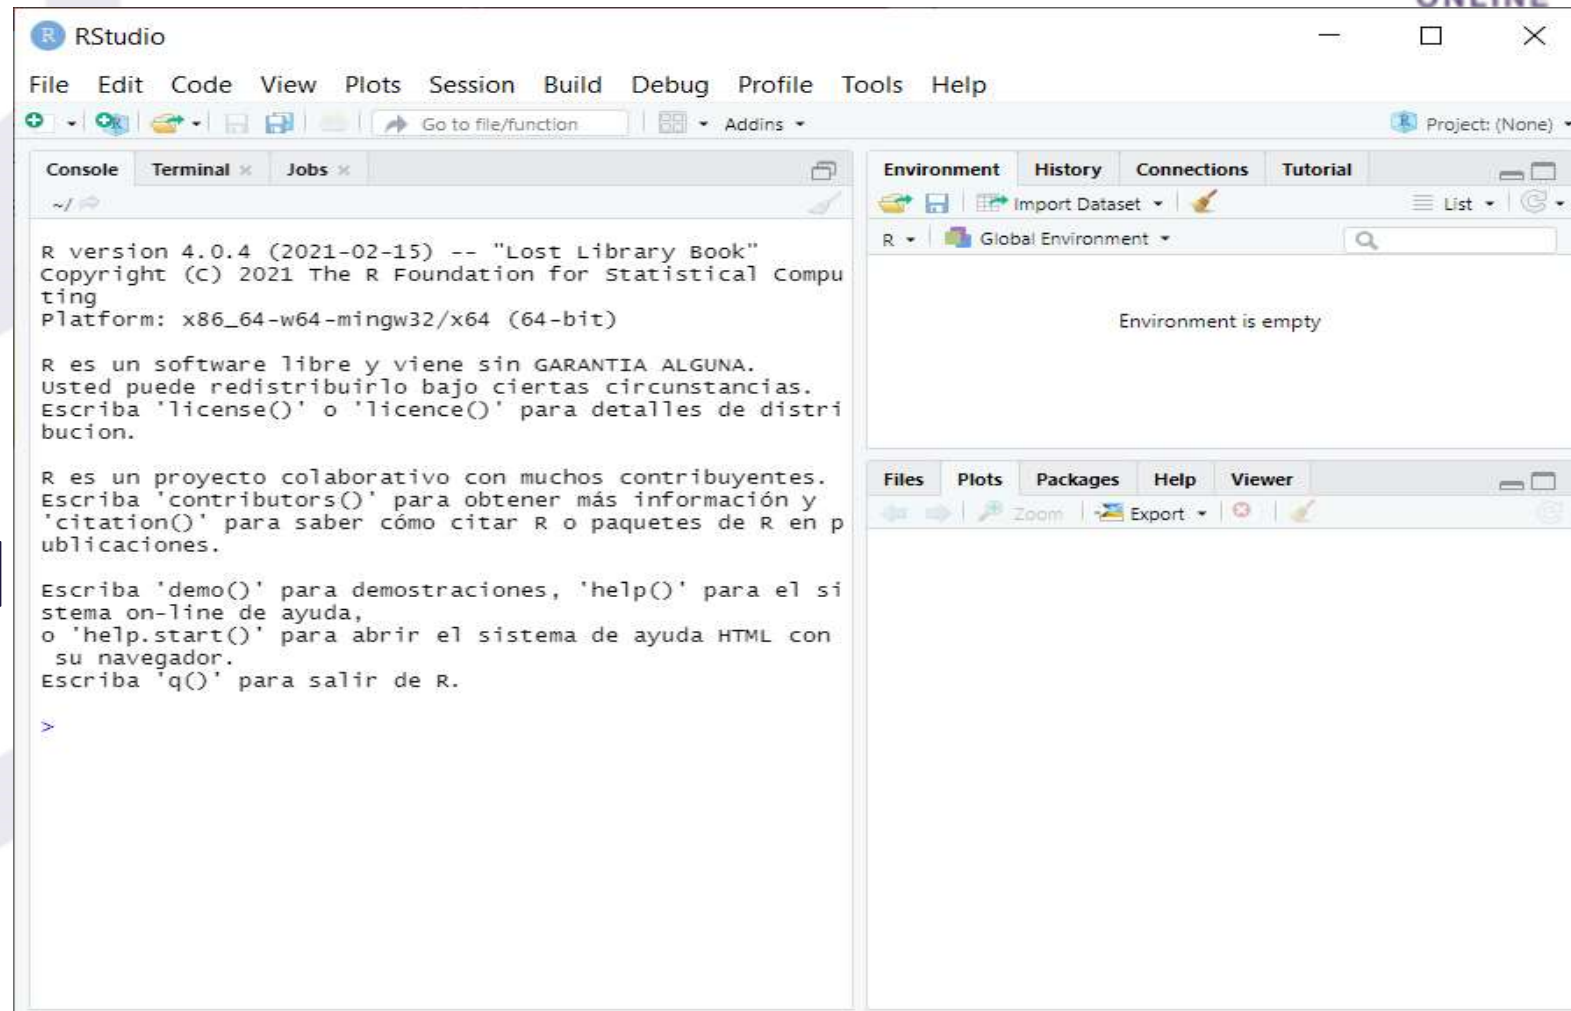 ONLINE
RStudio
File Edit Code View Plots Session Build Debug Profile Tools Help
Go to file/function Addins Project: (None)
Console Terminal Jobs
~/
R version 4.0.4 (2021-02-15) -- "Lost Library Book"
Copyright (C) 2021 The R Foundation for Statistical Compu
ting
Platform: x86_64-w64-mingw32/x64 (64-bit)
R es un software libre y viene sin GARANTIA ALGUNA.
Usted puede redistribuirlo bajo ciertas circunstancias.
Escriba 'license()' o 'licence()' para detalles de distri
bucion.
R es un proyecto colaborativo con muchos contribuyentes.
Escriba 'contributors()' para obtener más información y
'citation()' para saber cómo citar R o paquetes de R en p
ublicaciones.
Escriba 'demo()' para demostraciones, 'help()' para el si
stema on-line de ayuda,
o 'help.start()' para abrir el sistema de ayuda HTML con
su navegador.
Escriba 'q()' para salir de R.
>
Environment History Connections Tutorial
Import Dataset List
R Global Environment
Environment is empty
Files Plots Packages Help Viewer
Zoom Export